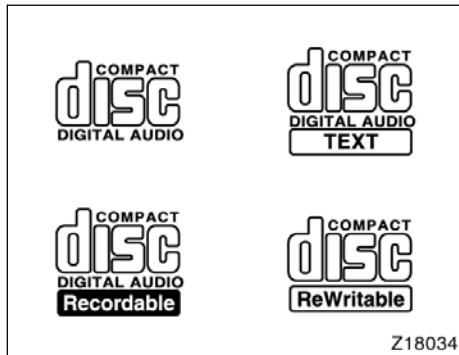 COMPACT
disc
DIGITAL AUDIO
COMPACT
disc
DIGITAL AUDIO
TEXT
COMPACT
disc
DIGITAL AUDIO
Recordable
COMPACT
disc
ReWritable
Z18034